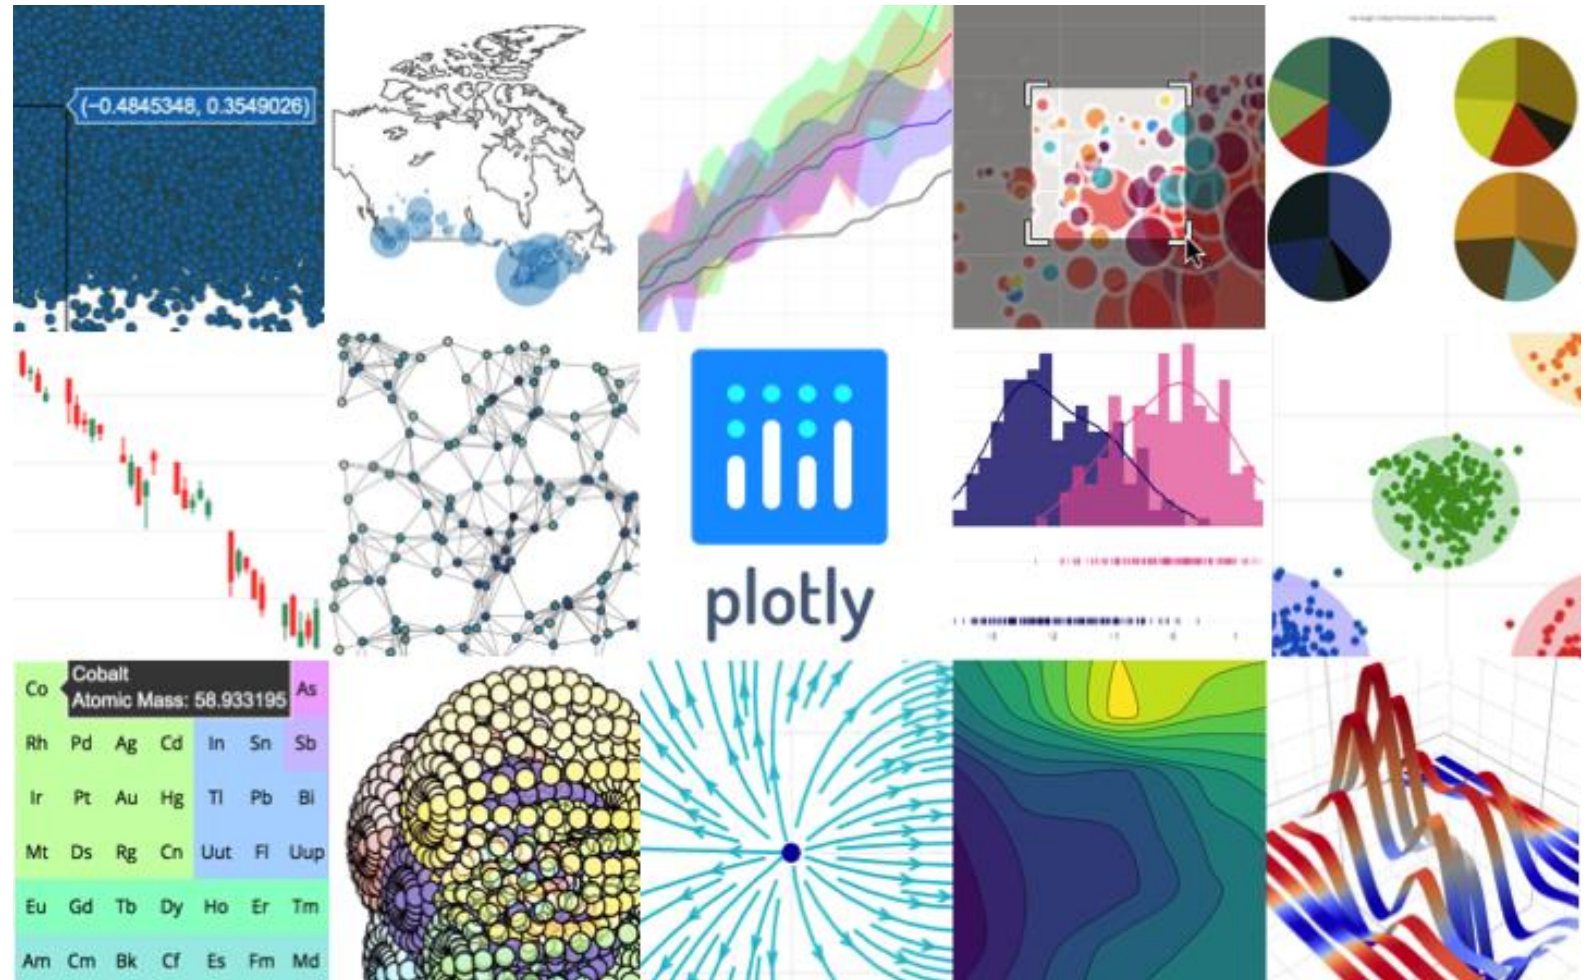 (−0.4845348, 0.3549026)
plotly
Cobalt
Co
Atomic Mass: 58.933195
As
Rh Pd Ag Cd In Sn Sb
Ir Pt Au Hg Tl Pb Bi
Mt Ds Rg Cn Uut Fl Uup
Eu Gd Tb Dy Ho Er Tm
Am Cm Bk Cf Es Fm Md